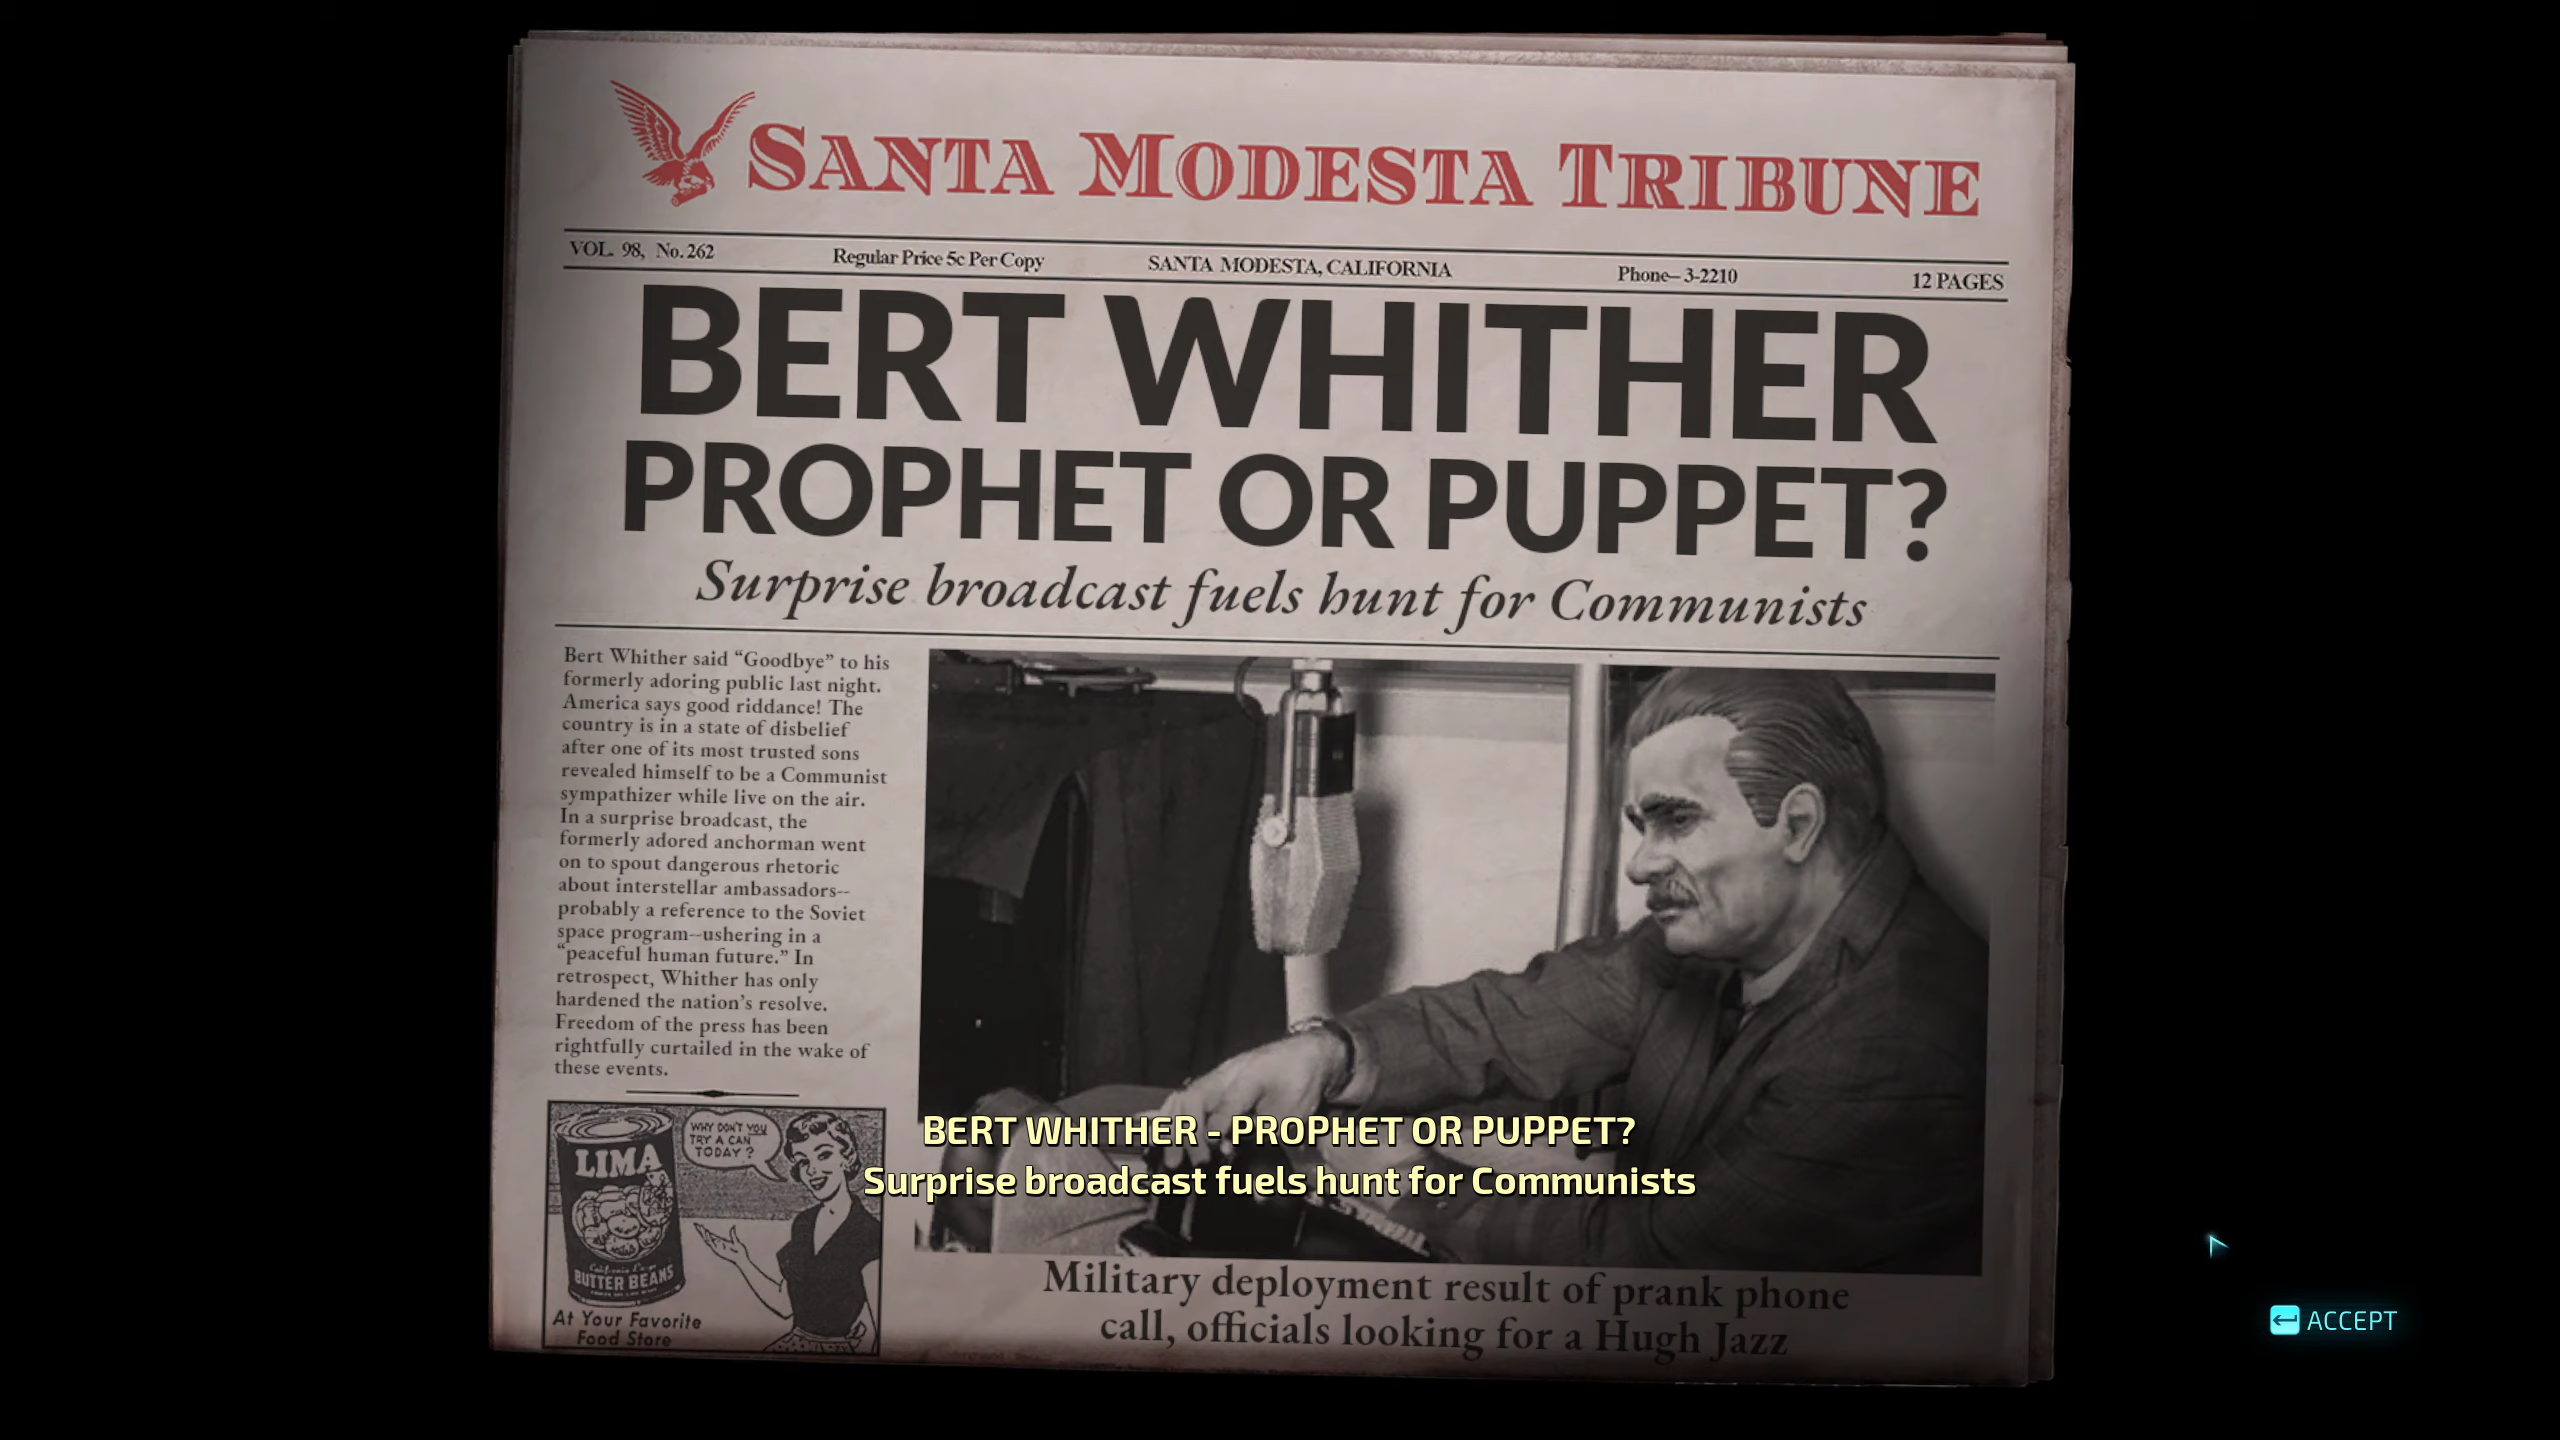 SANTA MODESTA TRIBUNE
VOL. 98, No. 262
Regular Price 5c Per Copy
SANTA MODESTA, CALIFORNIA
Phone– 3-2210
12 PAGES
BERT WHITHER
PROPHET OR PUPPET?
Surprise broadcast fuels hunt for Communists
Bert Whither said “Goodbye” to his
formerly adoring public last night.
America says good riddance! The
country is in a state of disbelief
after one of its most trusted sons
revealed himself to be a Communist
sympathizer while live on the air.
In a surprise broadcast, the
formerly adored anchorman went
on to spout dangerous rhetoric
about interstellar ambassadors--
probably a reference to the Soviet
space program--ushering in a
“peaceful human future.” In
retrospect, Whither has only
hardened the nation’s resolve.
Freedom of the press has been
rightfully curtailed in the wake of
these events.
WHY DON'T YOU
TRY A CAN
TODAY?
LIMA
BUTTER BEANS
At Your Favorite
Food Store
BERT WHITHER - PROPHET OR PUPPET?
Surprise broadcast fuels hunt for Communists
Military deployment result of prank phone
call, officials looking for a Hugh Jazz
ACCEPT